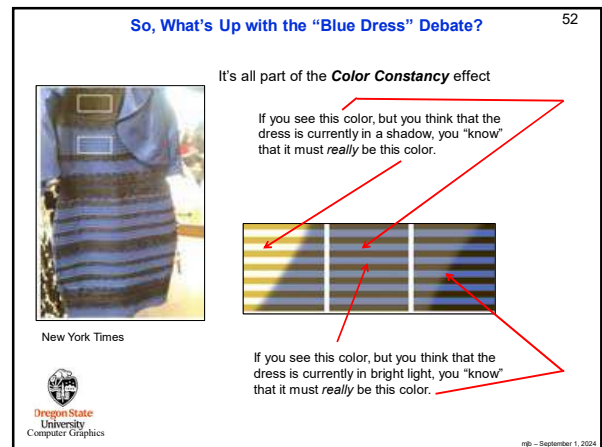 So, What's Up with the “Blue Dress” Debate?
52
It's all part of the Color Constancy effect
If you see this color, but you think that the
dress is currently in a shadow, you “know”
that it must really be this color.
New York Times
If you see this color, but you think that the
dress is currently in bright light, you “know”
that it must really be this color.
Oregon State
University
Computer Graphics
mjb – September 1, 2024